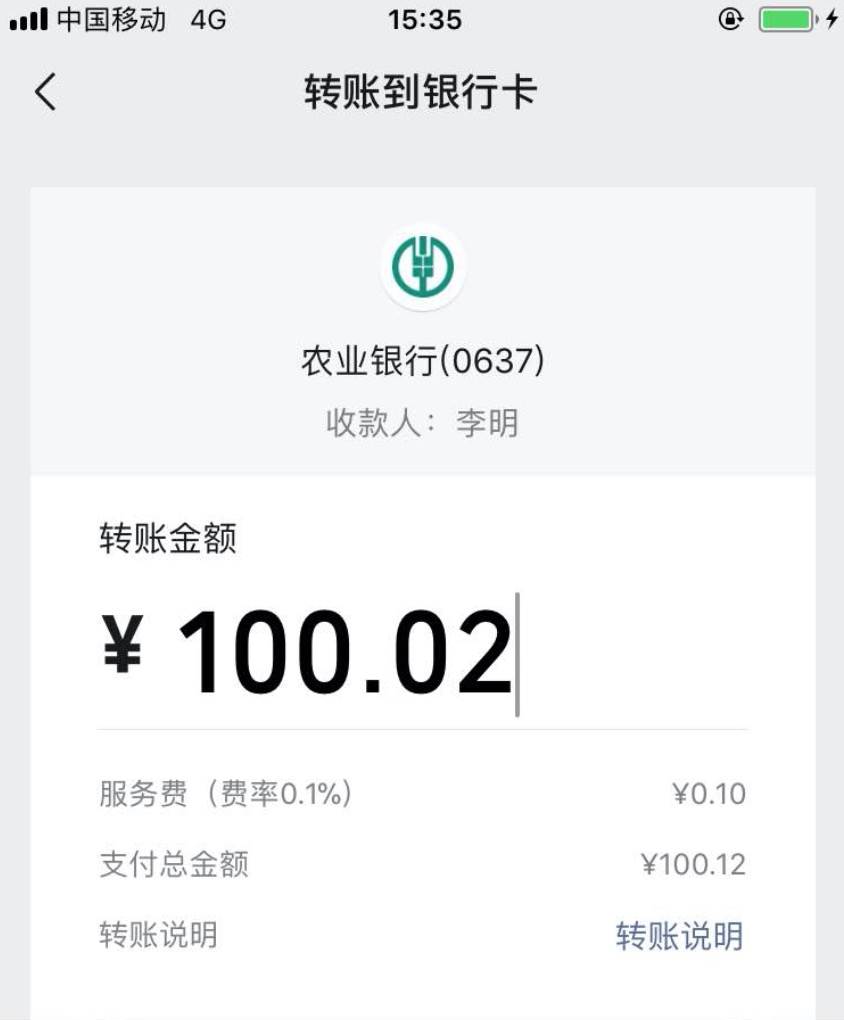 中国移动 4G 15:35
转账到银行卡
农业银行(0637)
收款人：李明
转账金额
¥ 100.02
服务费（费率0.1%） ¥0.10
支付总金额 ¥100.12
转账说明 转账说明